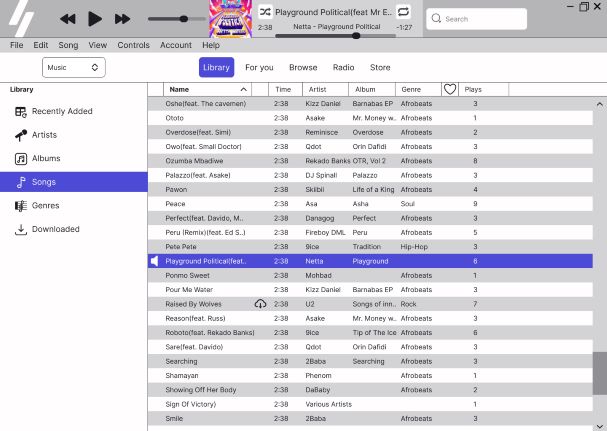 Playground Political(feat Mr E...
2:38 Netta - Playground Political -1:27
Search
File Edit Song View Controls Account Help
Music Library For you Browse Radio Store
Library
Recently Added
Artists
Albums
Songs
Genres
Downloaded
Name Time Artist Album Genre Plays
Oshe(feat. The cavemen) 2:38 Kizz Daniel Barnabas EP Afrobeats 3
Ototo 2:38 Asake Mr. Money w.. Afrobeats 1
Overdose(feat. Simi) 2:38 Reminisce Overdose Afrobeats 2
Owo(feat. Small Doctor) 2:38 Qdot Orin Dafidi Afrobeats 3
Ozumba Mbadiwe 2:38 Rekado Banks OTR, Vol 2 Afrobeats 8
Palazzo(feat. Asake) 2:38 DJ Spinall Palazzo Afrobeats 3
Pawon 2:38 Skiibii Life of a King Afrobeats 4
Peace 2:38 Asa Asha Soul 9
Perfect(feat. Davido, M.. 2:38 Danagog Perfect Afrobeats 3
Peru (Remix)(feat. Ed S..) 2:38 Fireboy DML Peru Afrobeats 5
Pete Pete 2:38 9ice Tradition Hip-Hop 3
Playground Political(feat.. 2:38 Netta Playground 6
Ponmo Sweet 2:38 Mohbad Afrobeats 1
Pour Me Water 2:38 Kizz Daniel Barnabas EP Afrobeats 3
Raised By Wolves 2:38 U2 Songs of inn.. Rock 7
Reason(feat. Russ) 2:38 Asake Mr. Money w.. Afrobeats 3
Roboto(feat. Rekado Banks) 2:38 9ice Tip of The Ice Afrobeats 6
Sare(feat. Davido) 2:38 Qdot Orin Dafidi Afrobeats 3
Searching 2:38 2Baba Searching Afrobeats 3
Shamayan 2:38 Phenom Afrobeats 1
Showing Off Her Body 2:38 DaBaby Afrobeats 2
Sign Of Victory) 2:38 Various Artists 1
Smile 2:38 2Baba Afrobeats 3